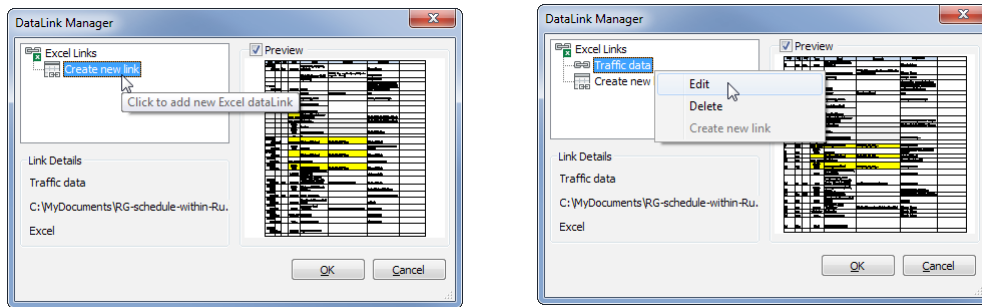 DataLink Manager
Excel Links
Create new link
Click to add new Excel dataLink
Preview
Link Details
Traffic data
C:\MyDocuments\RG-schedule-within-Ru.
Excel
OK
Cancel
DataLink Manager
Excel Links
Traffic data
Create new
Edit
Delete
Create new link
Preview
Link Details
Traffic data
C:\MyDocuments\RG-schedule-within-Ru.
Excel
OK
Cancel